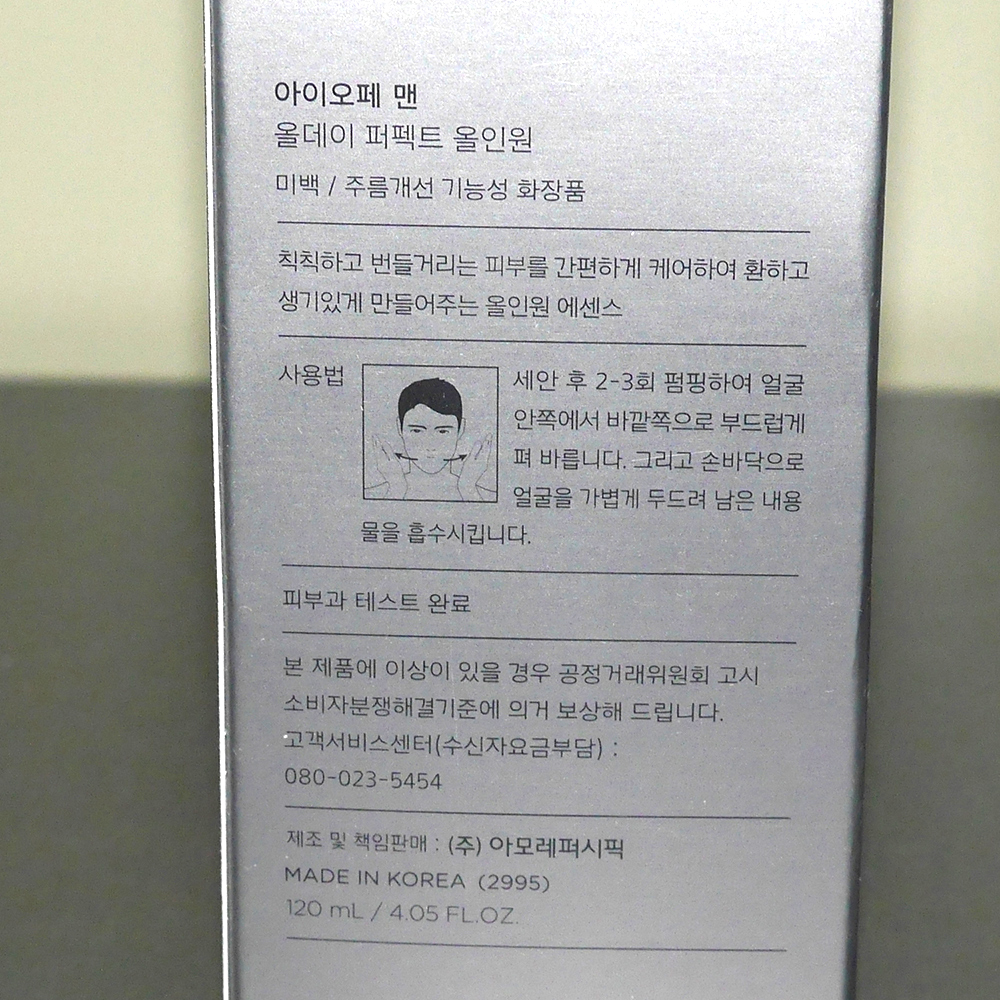 아이오페 맨
올데이 퍼펙트 올인원
미백 / 주름개선 기능성 화장품
칙칙하고 번들거리는 피부를 간편하게 케어하여 환하고
생기있게 만들어주는 올인원 에센스
사용법
세안 후 2-3회 펌핑하여 얼굴
안쪽에서 바깥쪽으로 부드럽게
펴 바릅니다. 그리고 손바닥으로
얼굴을 가볍게 두드려 남은 내용
물을 흡수시킵니다.
피부과 테스트 완료
본 제품에 이상이 있을 경우 공정거래위원회 고시
소비자분쟁해결기준에 의거 보상해 드립니다.
고객서비스센터(수신자요금부담) :
080-023-5454
제조 및 책임판매 : (주) 아모레퍼시픽
MADE IN KOREA (2995)
120 mL / 4.05 FL.OZ.